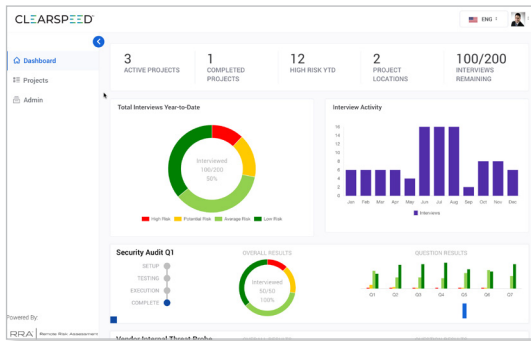 CLEARSPEED
ENG
Dashboard
Projects
Admin
3
ACTIVE PROJECTS
1
COMPLETED
PROJECTS
12
HIGH RISK YTD
2
PROJECT
LOCATIONS
100/200
INTERVIEWS
REMAINING
Total Interviews Year-to-Date
Interviewed
100/200
50%
High Risk
Potential Risk
Average Risk
Low Risk
Interview Activity
16
14
12
10
8
6
4
2
0
Jan Feb Mar Apr May Jun Jul Aug Sep Oct Nov Dec
Interviews
Security Audit Q1
SETUP
TESTING
EXECUTION
COMPLETE
OVERALL RESULTS
Interviewed
50/50
100%
QUESTION RESULTS
Q1 Q2 Q3 Q4 Q5 Q6 Q7
Powered By:
RRA Remote Risk Assessment
Vendor Internal Threat Probe
OVERALL RESULTS
QUESTION RESULTS